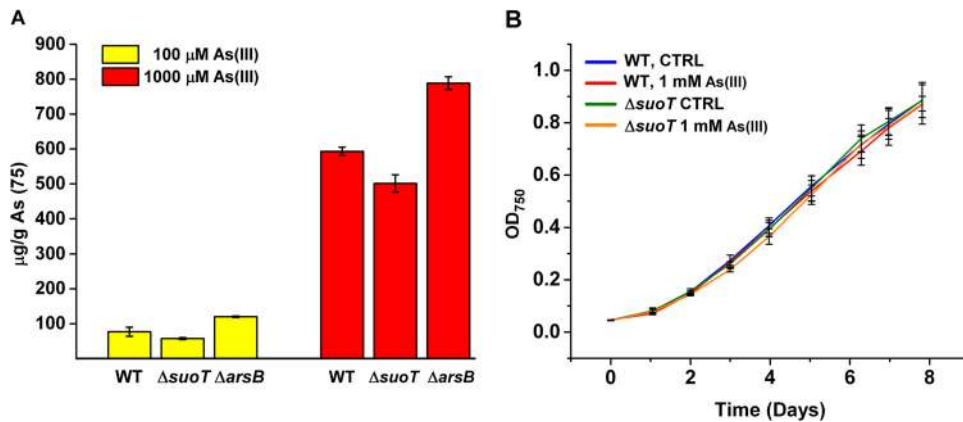 A
100 μM As(III)
1000 μM As(III)
μg/g As (75)
900
800
700
600
500
400
300
200
100
WT ΔsuoT ΔarsB WT ΔsuoT ΔarsB
B
WT, CTRL
WT, 1 mM As(III)
ΔsuoT CTRL
ΔsuoT 1 mM As(III)
OD750
1.0
0.8
0.6
0.4
0.2
0.0
0 2 4 6 8
Time (Days)